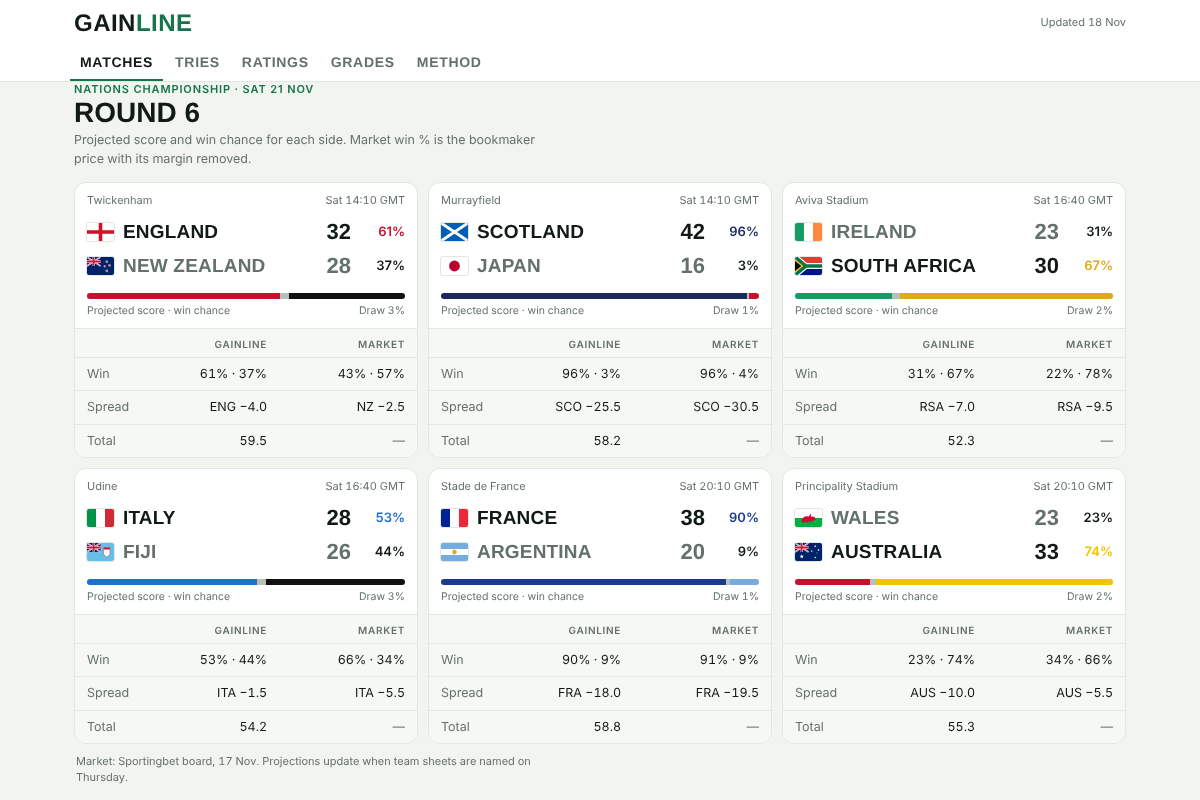 GAINLINE
Updated 18 Nov
MATCHES TRIES RATINGS GRADES METHOD
NATIONS CHAMPIONSHIP · SAT 21 NOV
ROUND 6
Projected score and win chance for each side. Market win % is the bookmaker
price with its margin removed.
Twickenham Sat 14:10 GMT
ENGLAND 32 61%
NEW ZEALAND 28 37%
Projected score · win chance Draw 3%
GAINLINE MARKET
Win 61% · 37% 43% · 57%
Spread ENG −4.0 NZ −2.5
Total 59.5 —
Murrayfield Sat 14:10 GMT
SCOTLAND 42 96%
JAPAN 16 3%
Projected score · win chance Draw 1%
GAINLINE MARKET
Win 96% · 3% 96% · 4%
Spread SCO −25.5 SCO −30.5
Total 58.2 —
Aviva Stadium Sat 16:40 GMT
IRELAND 23 31%
SOUTH AFRICA 30 67%
Projected score · win chance Draw 2%
GAINLINE MARKET
Win 31% · 67% 22% · 78%
Spread RSA −7.0 RSA −9.5
Total 52.3 —
Udine Sat 16:40 GMT
ITALY 28 53%
FIJI 26 44%
Projected score · win chance Draw 3%
GAINLINE MARKET
Win 53% · 44% 66% · 34%
Spread ITA −1.5 ITA −5.5
Total 54.2 —
Stade de France Sat 20:10 GMT
FRANCE 38 90%
ARGENTINA 20 9%
Projected score · win chance Draw 1%
GAINLINE MARKET
Win 90% · 9% 91% · 9%
Spread FRA −18.0 FRA −19.5
Total 58.8 —
Principality Stadium Sat 20:10 GMT
WALES 23 23%
AUSTRALIA 33 74%
Projected score · win chance Draw 2%
GAINLINE MARKET
Win 23% · 74% 34% · 66%
Spread AUS −10.0 AUS −5.5
Total 55.3 —
Market: Sportingbet board, 17 Nov. Projections update when team sheets are named on
Thursday.